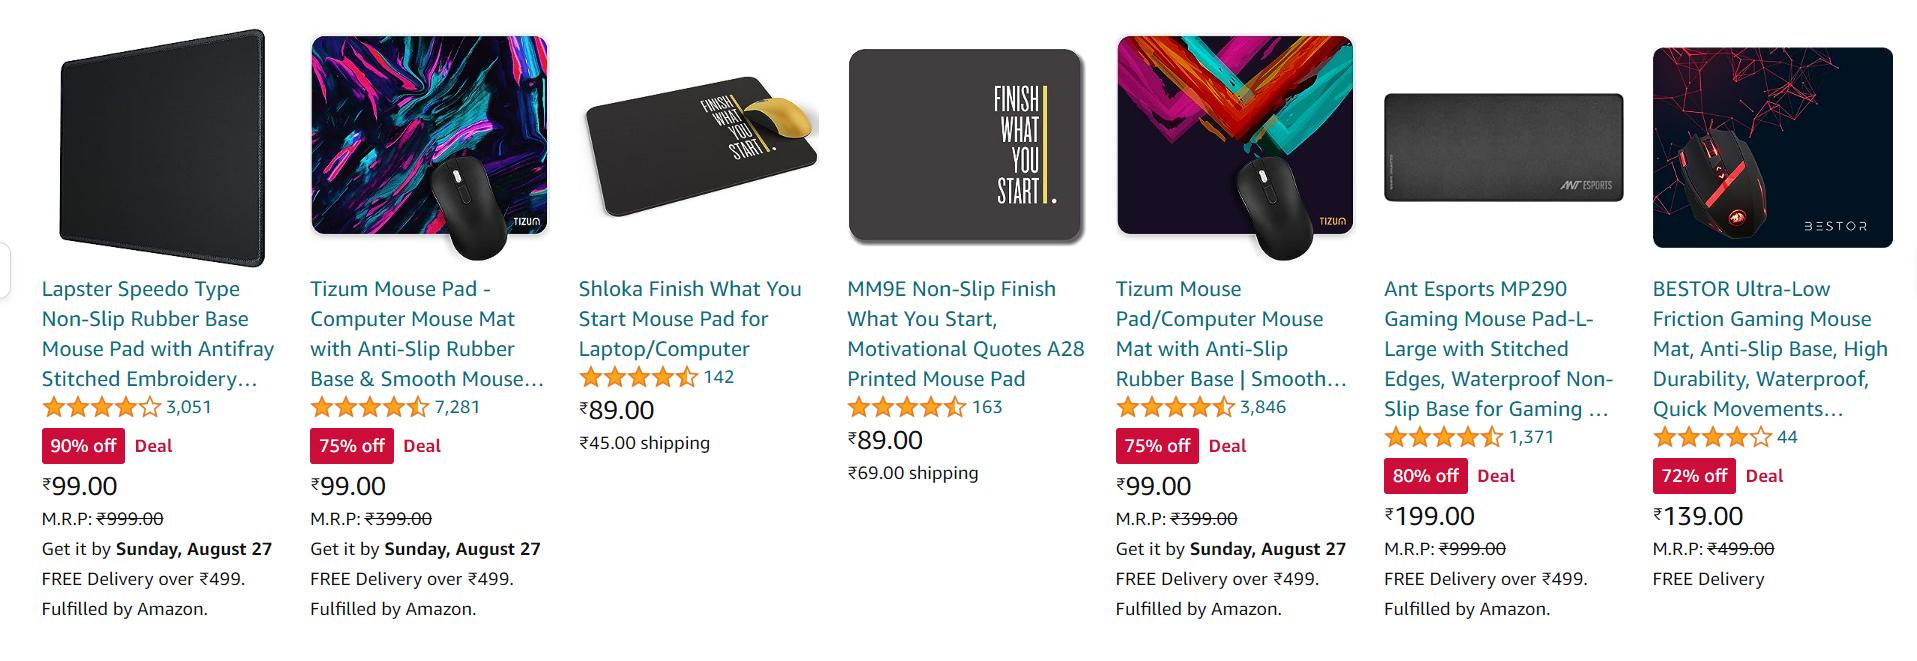 TIZUM
FINISH
WHAT
YOU
START.
FINISH
WHAT
YOU
START.
TIZUM
ANT ESPORTS
BESTOR
Lapster Speedo Type
Non-Slip Rubber Base
Mouse Pad with Antifray
Stitched Embroidery...
3,051
90% off Deal
₹99.00
M.R.P: ₹999.00
Get it by Sunday, August 27
FREE Delivery over ₹499.
Fulfilled by Amazon.
Tizum Mouse Pad -
Computer Mouse Mat
with Anti-Slip Rubber
Base & Smooth Mouse...
7,281
75% off Deal
₹99.00
M.R.P: ₹399.00
Get it by Sunday, August 27
FREE Delivery over ₹499.
Fulfilled by Amazon.
Shloka Finish What You
Start Mouse Pad for
Laptop/Computer
142
₹89.00
₹45.00 shipping
MM9E Non-Slip Finish
What You Start,
Motivational Quotes A28
Printed Mouse Pad
163
₹89.00
₹69.00 shipping
Tizum Mouse
Pad/Computer Mouse
Mat with Anti-Slip
Rubber Base | Smooth...
3,846
75% off Deal
₹99.00
M.R.P: ₹399.00
Get it by Sunday, August 27
FREE Delivery over ₹499.
Fulfilled by Amazon.
Ant Esports MP290
Gaming Mouse Pad-L-
Large with Stitched
Edges, Waterproof Non-
Slip Base for Gaming ...
1,371
80% off Deal
₹199.00
M.R.P: ₹999.00
FREE Delivery over ₹499.
Fulfilled by Amazon.
BESTOR Ultra-Low
Friction Gaming Mouse
Mat, Anti-Slip Base, High
Durability, Waterproof,
Quick Movements...
44
72% off Deal
₹139.00
M.R.P: ₹499.00
FREE Delivery